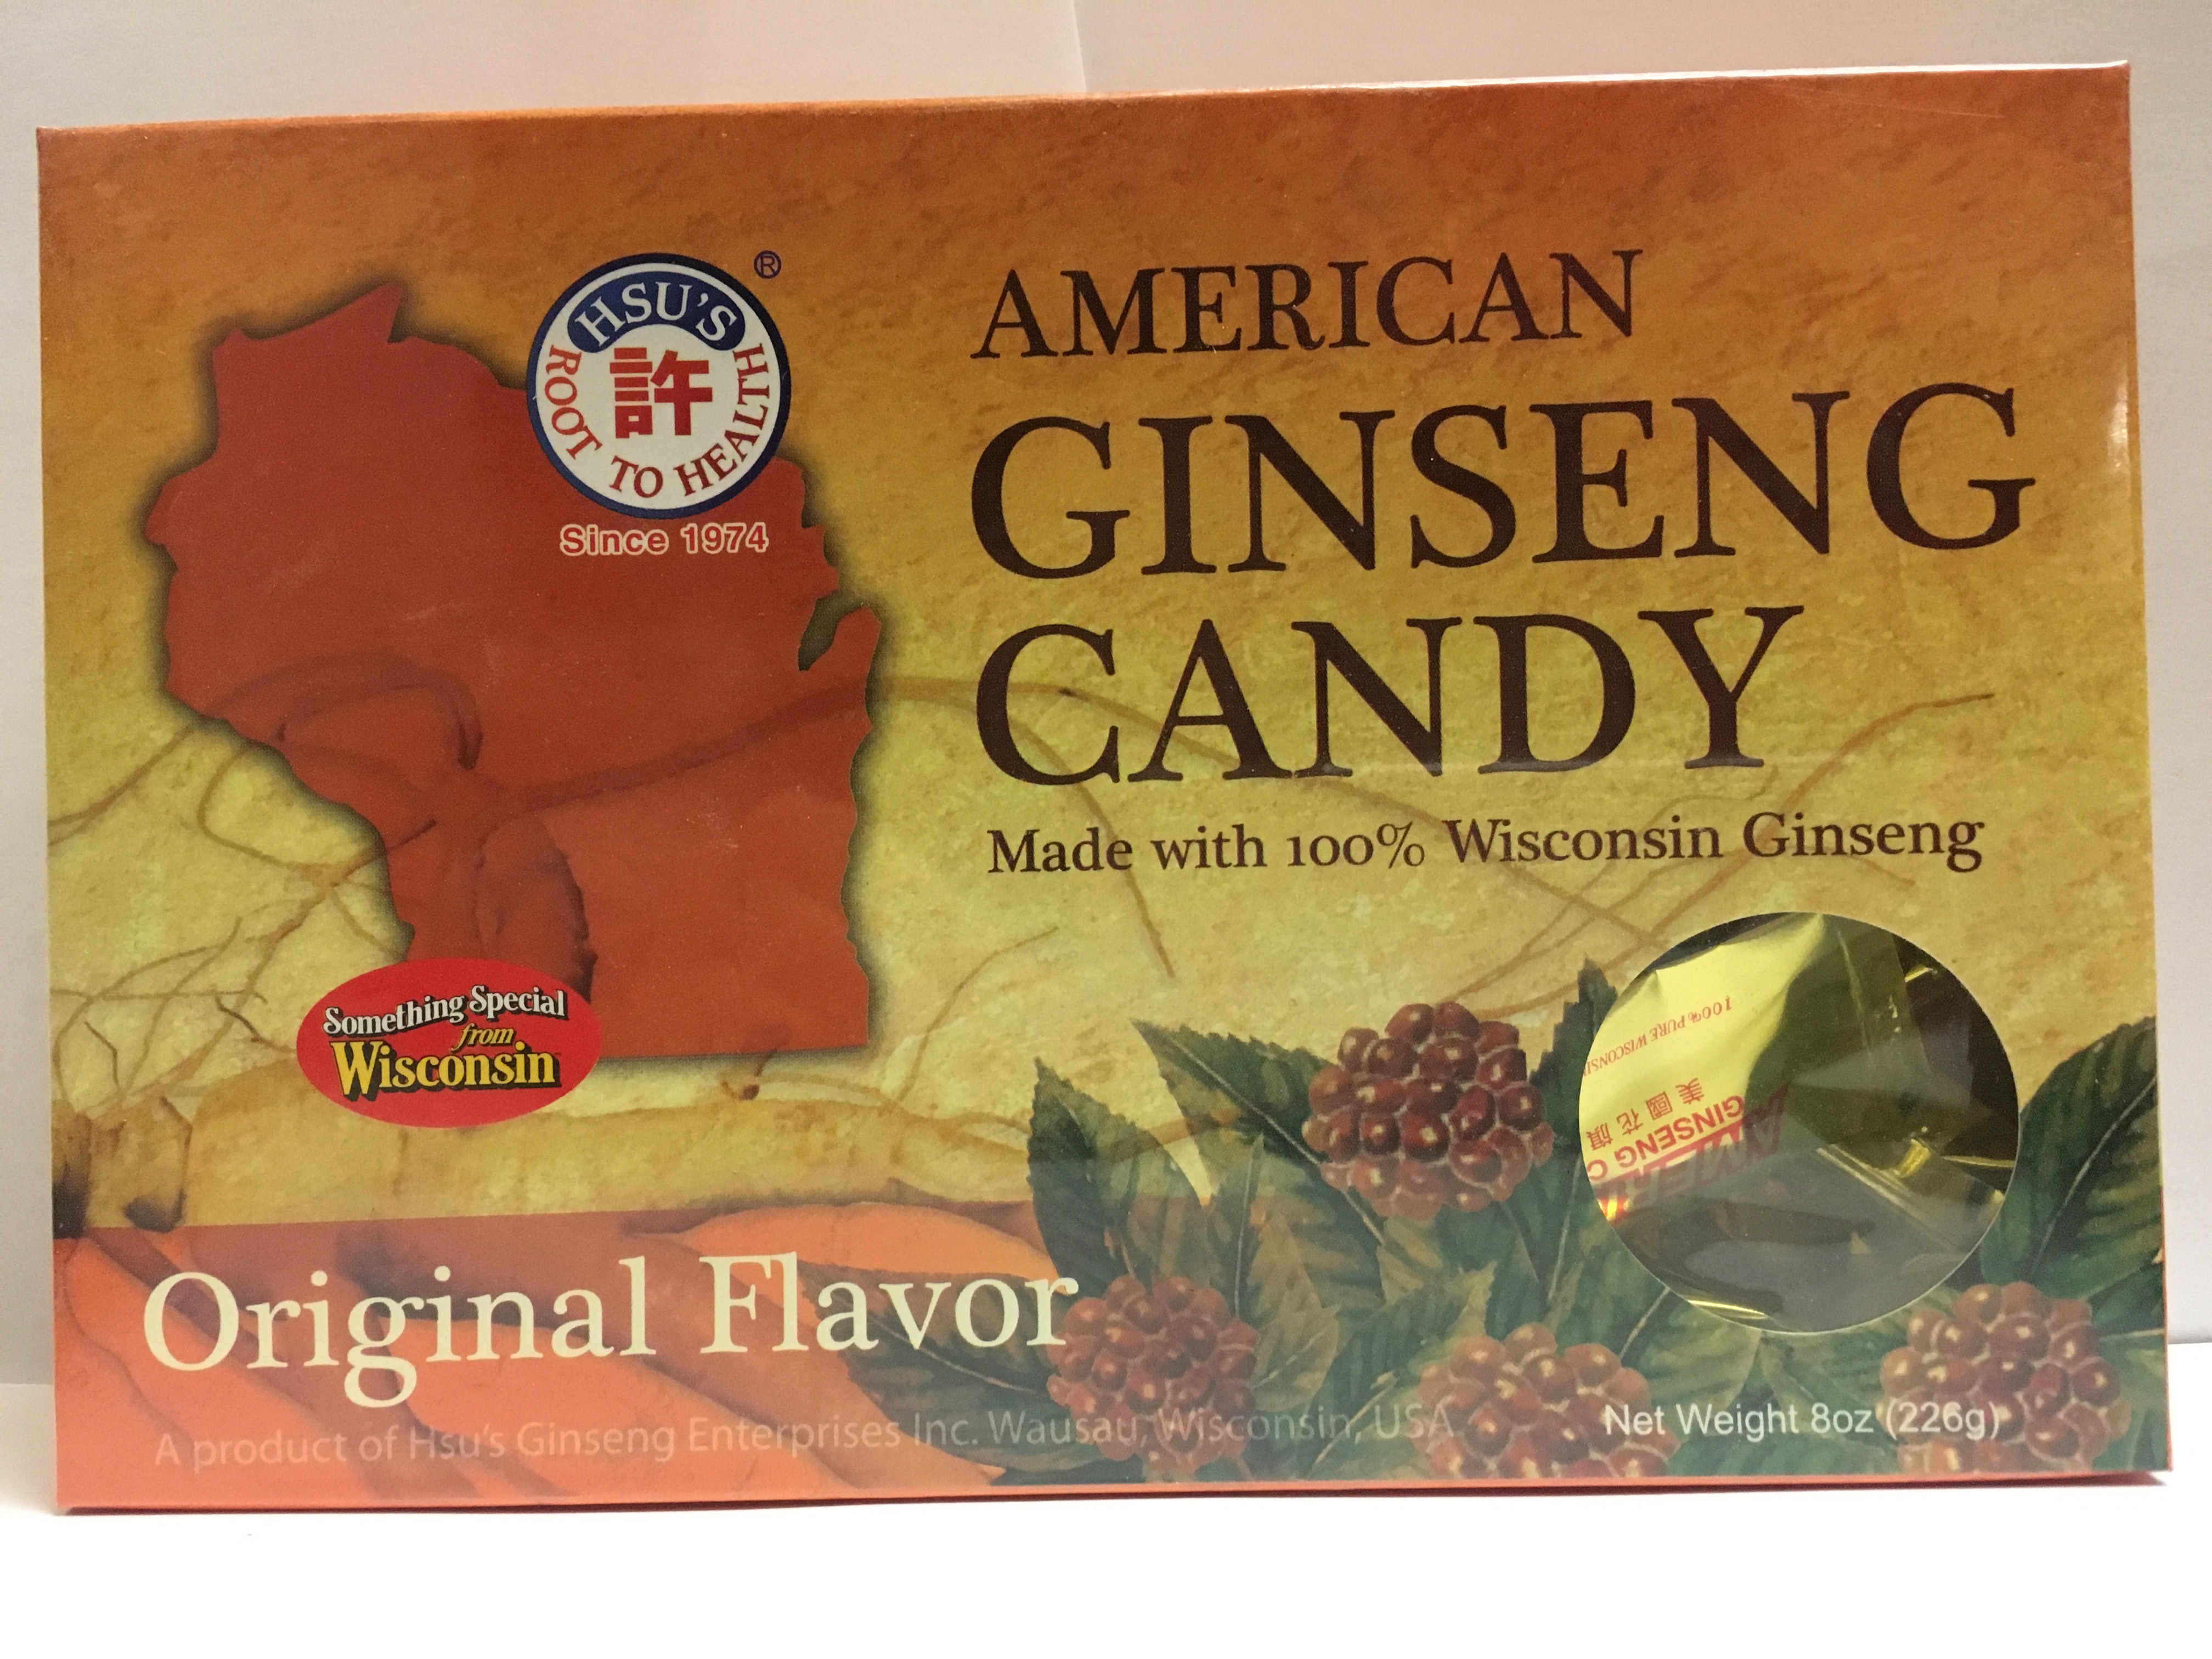 HSU'S
®
許
ROOT TO HEALTH
Since 1974
AMERICAN
GINSENG
CANDY
Made with 100% Wisconsin Ginseng
Something Special
from
Wisconsin
100% PURE
美國花旗
GINSENG
Original Flavor
A product of Hsu's Ginseng Enterprises Inc. Wausau, Wisconsin, USA
Net Weight 8oz (226g)